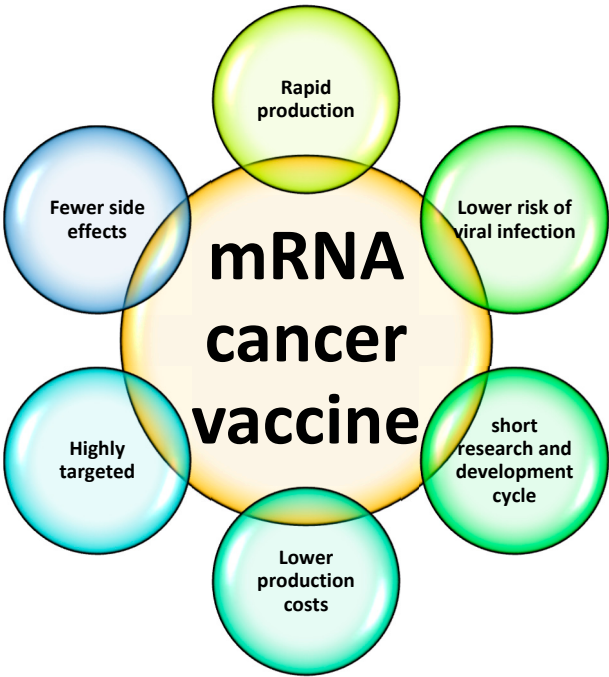 Rapid
production
Fewer side
effects
Lower risk of
viral infection
mRNA
cancer
vaccine
Highly
targeted
short
research and
development
cycle
Lower
production
costs